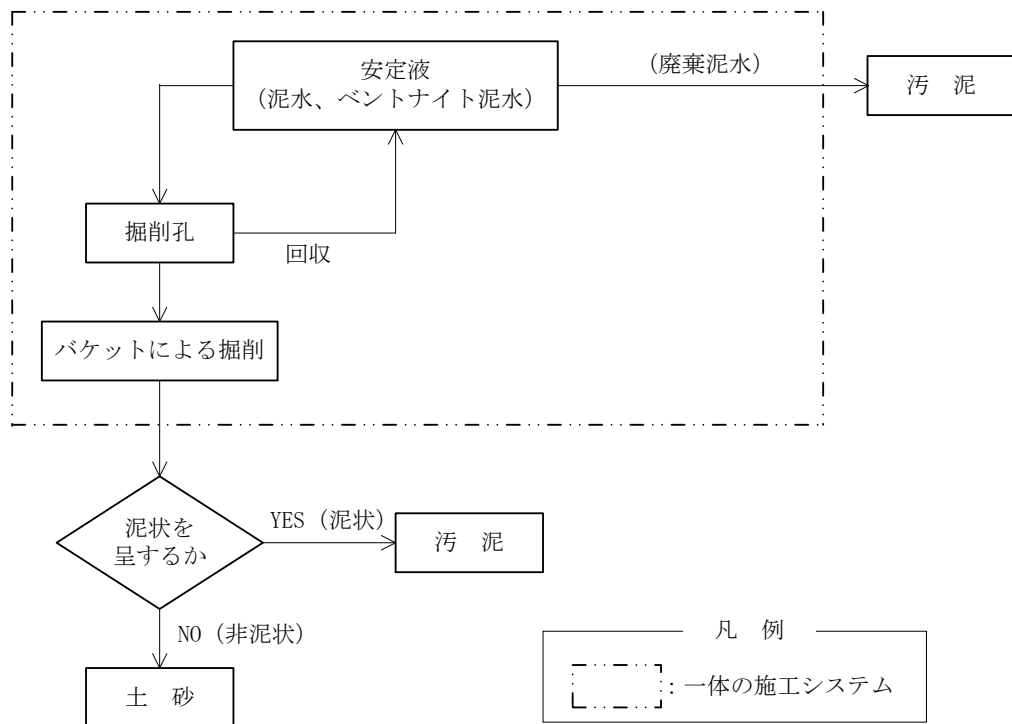 安定液
(泥水、ベントナイト泥水)
(廃棄泥水)
汚 泥
掘削孔
回収
バケットによる掘削
泥状を
呈するか
YES (泥状)
汚 泥
NO (非泥状)
土 砂
凡 例
: 一体の施工システム